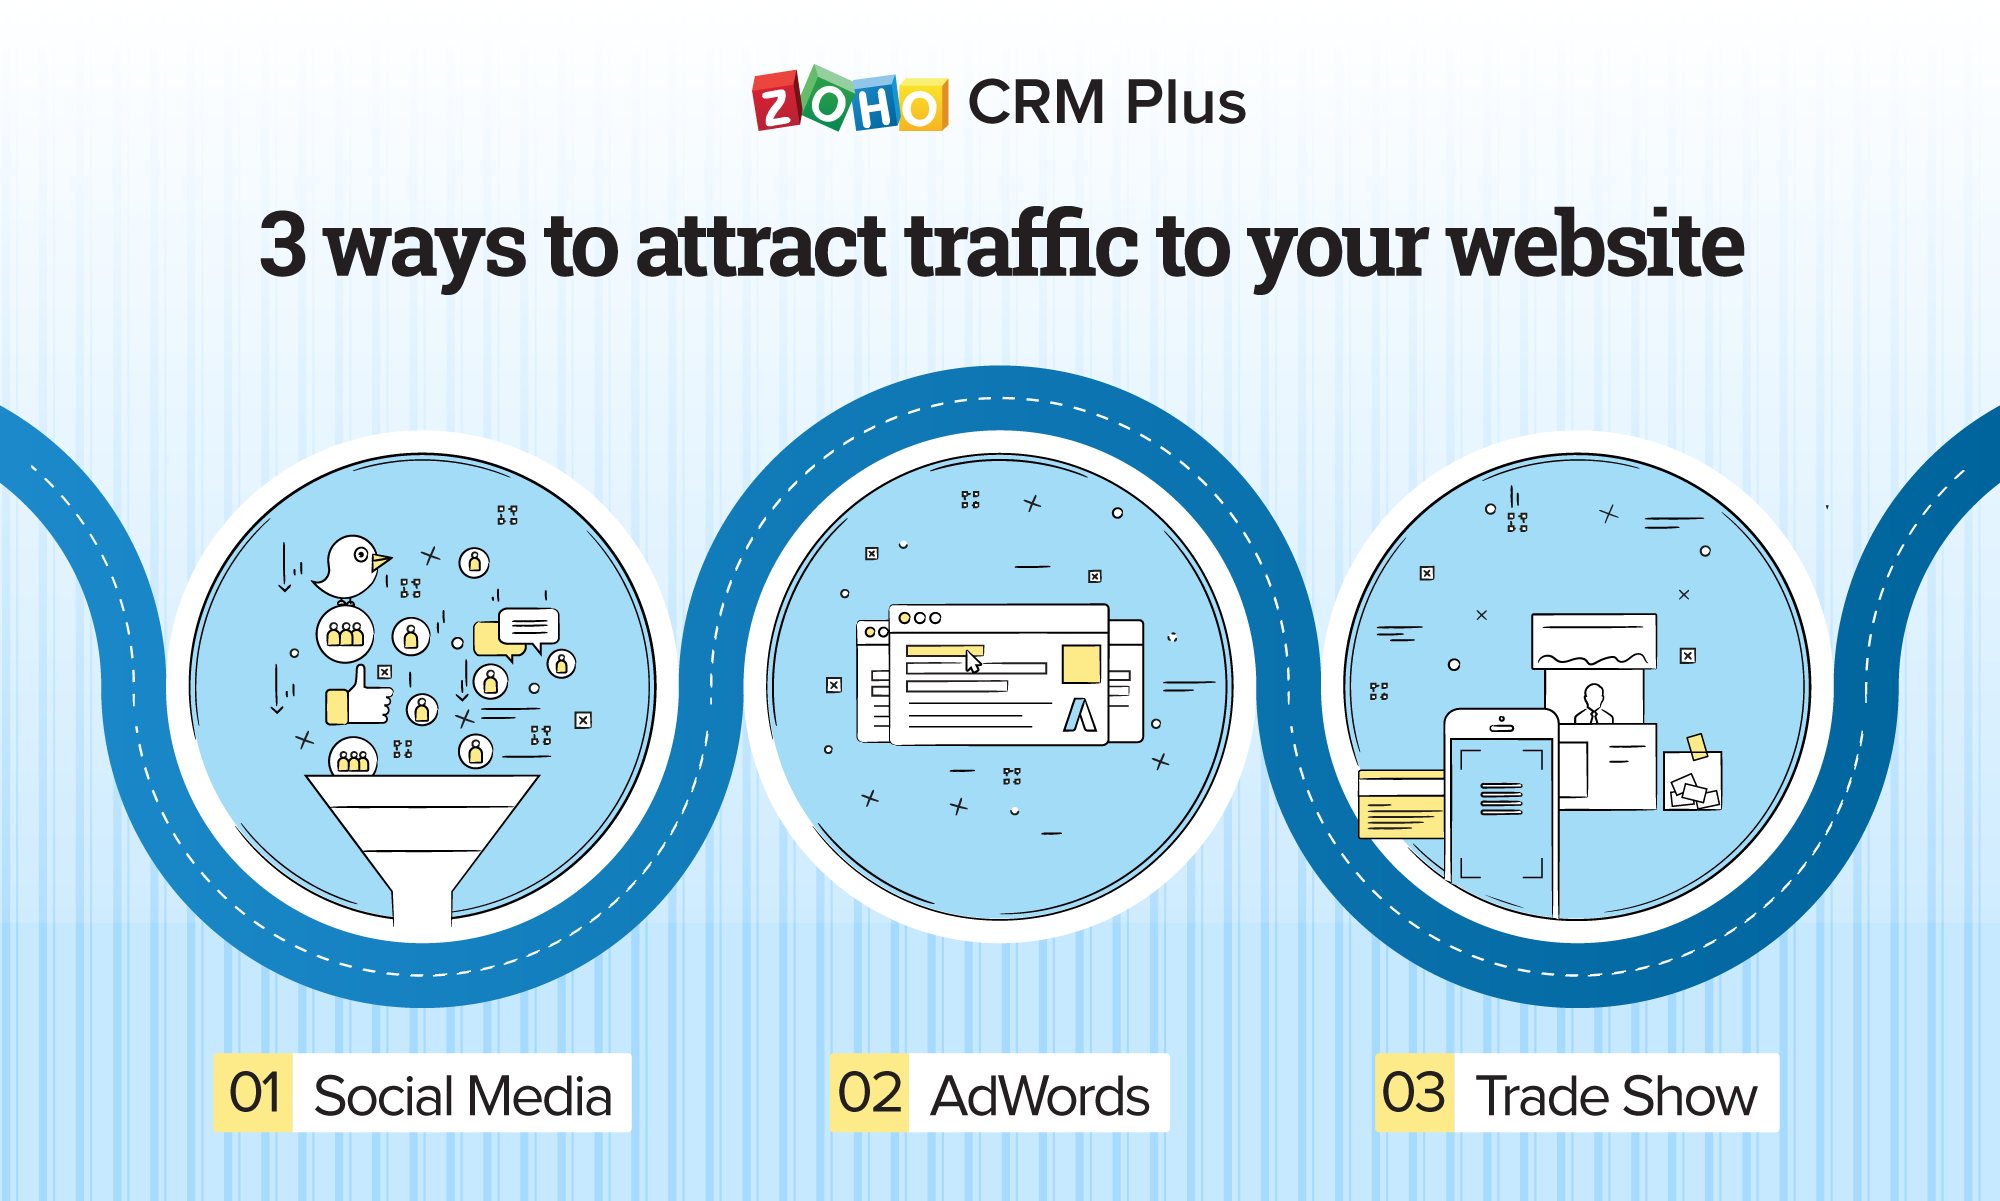 ZOHO CRM Plus
3 ways to attract traffic to your website
01 Social Media
02 AdWords
03 Trade Show